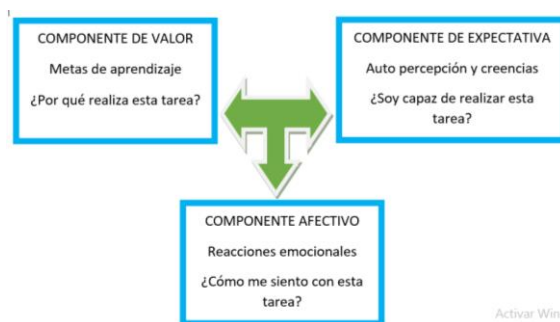 COMPONENTE DE VALOR
Metas de aprendizaje
¿Por qué realiza esta tarea?
COMPONENTE DE EXPECTATIVA
Auto percepción y creencias
¿Soy capaz de realizar esta
tarea?
COMPONENTE AFECTIVO
Reacciones emocionales
¿Cómo me siento con esta
tarea?
Activar Win